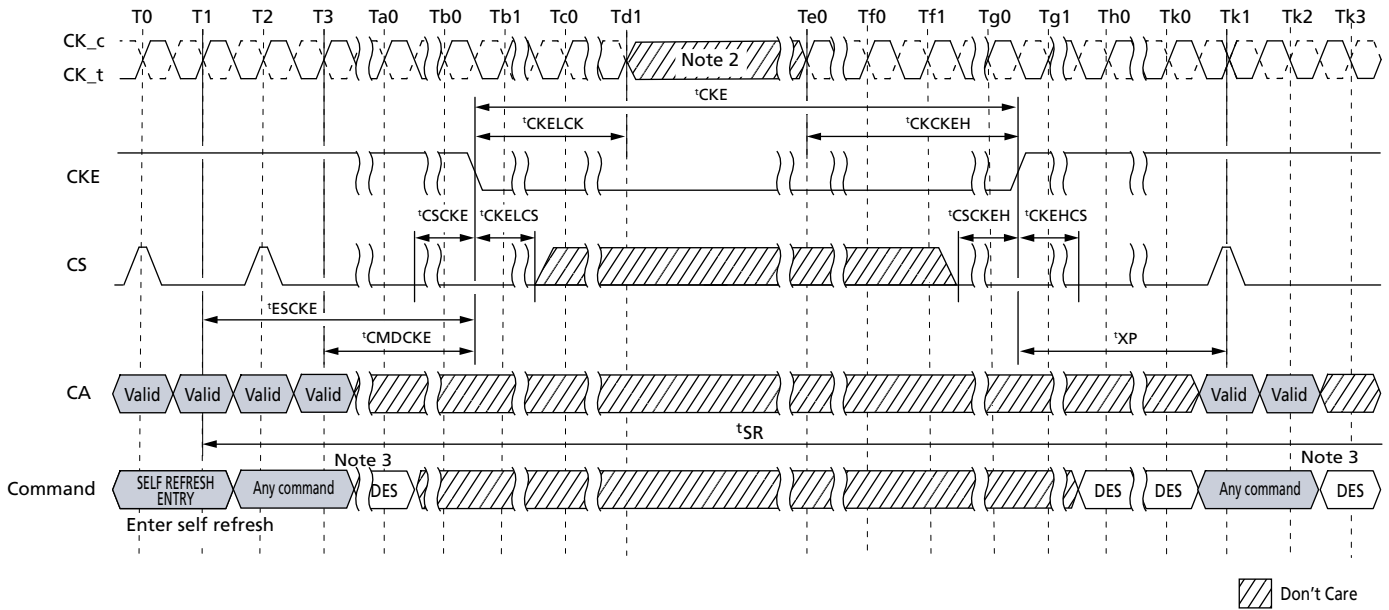 T0 T1 T2 T3 Ta0 Tb0 Tb1 Tc0 Td1 Te0 Tf0 Tf1 Tg0 Tg1 Th0 Tk0 Tk1 Tk2 Tk3
CK_c
CK_t
Note 2
tCKE
tCKELCK tCKCKEH
CKE
tCSCKE tCKELCS tCSCKEH tCKEHCS
CS
tESCKE
tCMDCKE tXP
CA Valid Valid Valid Valid Valid Valid
tSR
Note 3 Note 3
Command SELF REFRESH ENTRY Any command DES DES DES Any command DES
Enter self refresh
Don't Care